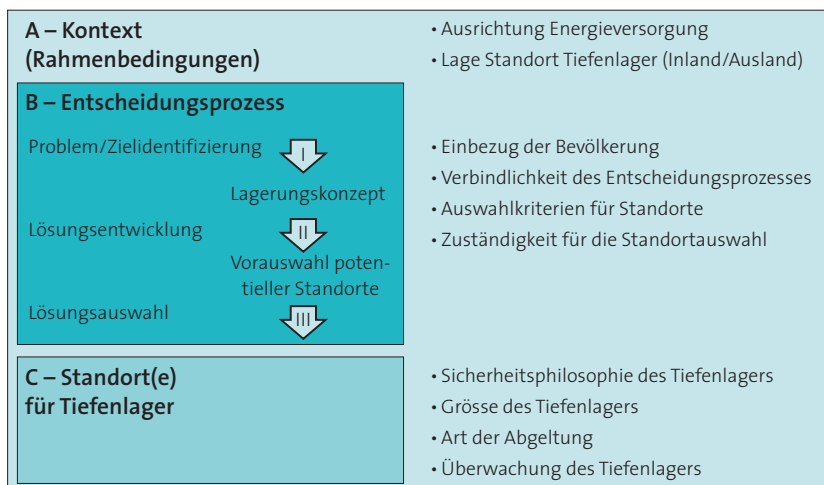 A – Kontext
(Rahmenbedingungen)
• Ausrichtung Energieversorgung
• Lage Standort Tiefenlager (Inland/Ausland)
B – Entscheidungsprozess
Problem/Zielidentifizierung
I
Lagerungskonzept
Lösungsentwicklung
II
Vorauswahl poten-
tieller Standorte
Lösungsauswahl
III
• Einbezug der Bevölkerung
• Verbindlichkeit des Entscheidungsprozesses
• Auswahlkriterien für Standorte
• Zuständigkeit für die Standortauswahl
C – Standort(e)
für Tiefenlager
• Sicherheitsphilosophie des Tiefenlagers
• Grösse des Tiefenlagers
• Art der Abgeltung
• Überwachung des Tiefenlagers